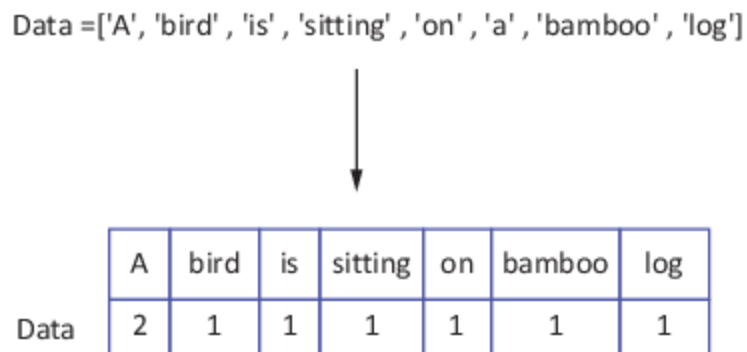 Data =['A', 'bird' , 'is' , 'sitting' , 'on' , 'a' , 'bamboo' , 'log']
A bird is sitting on bamboo log
Data 2 1 1 1 1 1 1